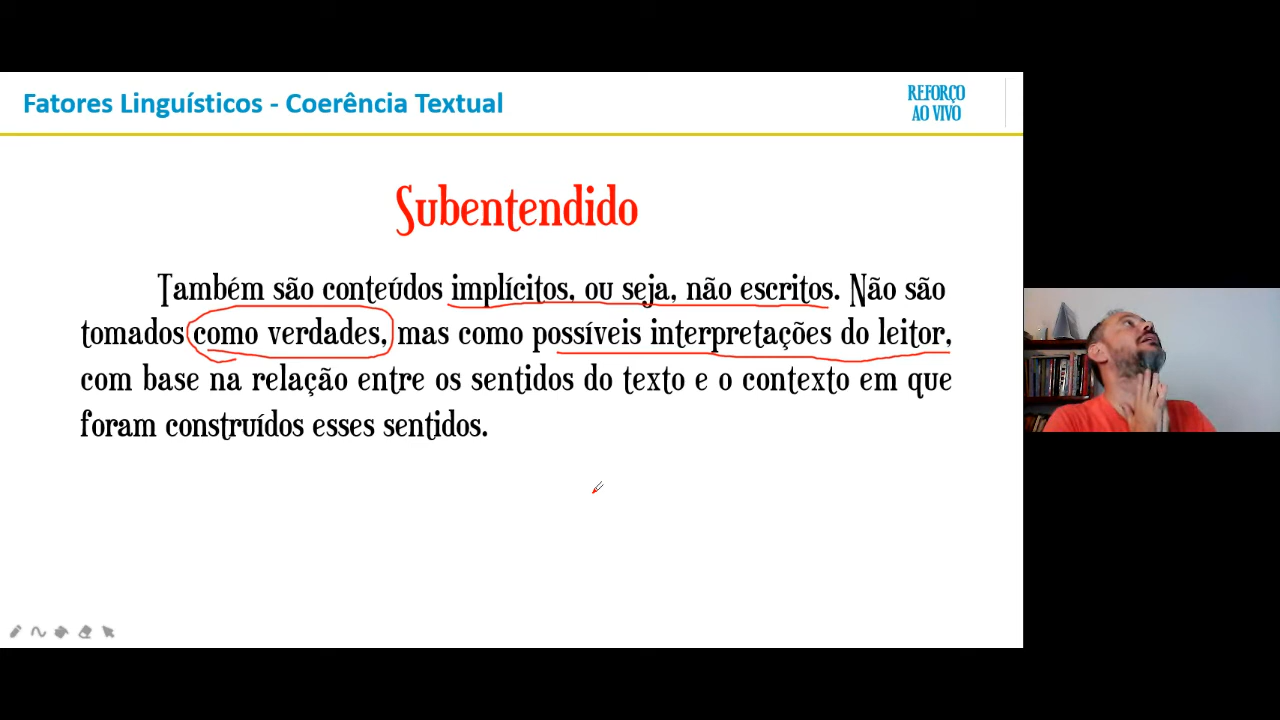 Fatores Linguísticos - Coerência Textual
REFORÇO
AO VIVO
Subentendido
Também são conteúdos implícitos, ou seja, não escritos. Não são
tomados como verdades, mas como possíveis interpretações do leitor,
com base na relação entre os sentidos do texto e o contexto em que
foram construídos esses sentidos.